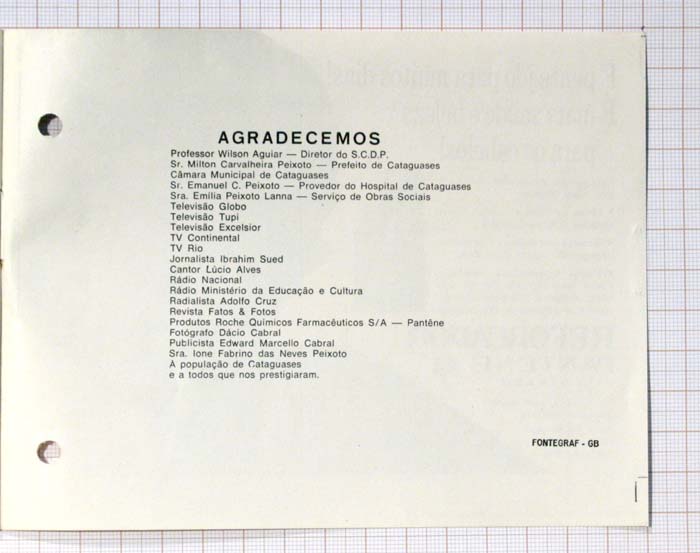 AGRADECEMOS
Professor Wilson Aguiar — Diretor do S.C.D.P.
Sr. Milton Carvalheira Peixoto — Prefeito de Cataguases
Câmara Municipal de Cataguases
Sr. Emanuel C. Peixoto — Provedor do Hospital de Cataguases
Sra. Emília Peixoto Lanna — Serviço de Obras Sociais
Televisão Globo
Televisão Tupi
Televisão Excelsior
TV Continental
TV Rio
Jornalista Ibrahim Sued
Cantor Lúcio Alves
Rádio Nacional
Rádio Ministério da Educação e Cultura
Radialista Adolfo Cruz
Revista Fatos & Fotos
Produtos Roche Químicos Farmacêuticos S/A — Pantène
Fotógrafo Dácio Cabral
Publicista Edward Marcello Cabral
Sra. Ione Fabrino das Neves Peixoto
À população de Cataguases
e a todos que nos prestigiaram.
FONTEGRAF - GB